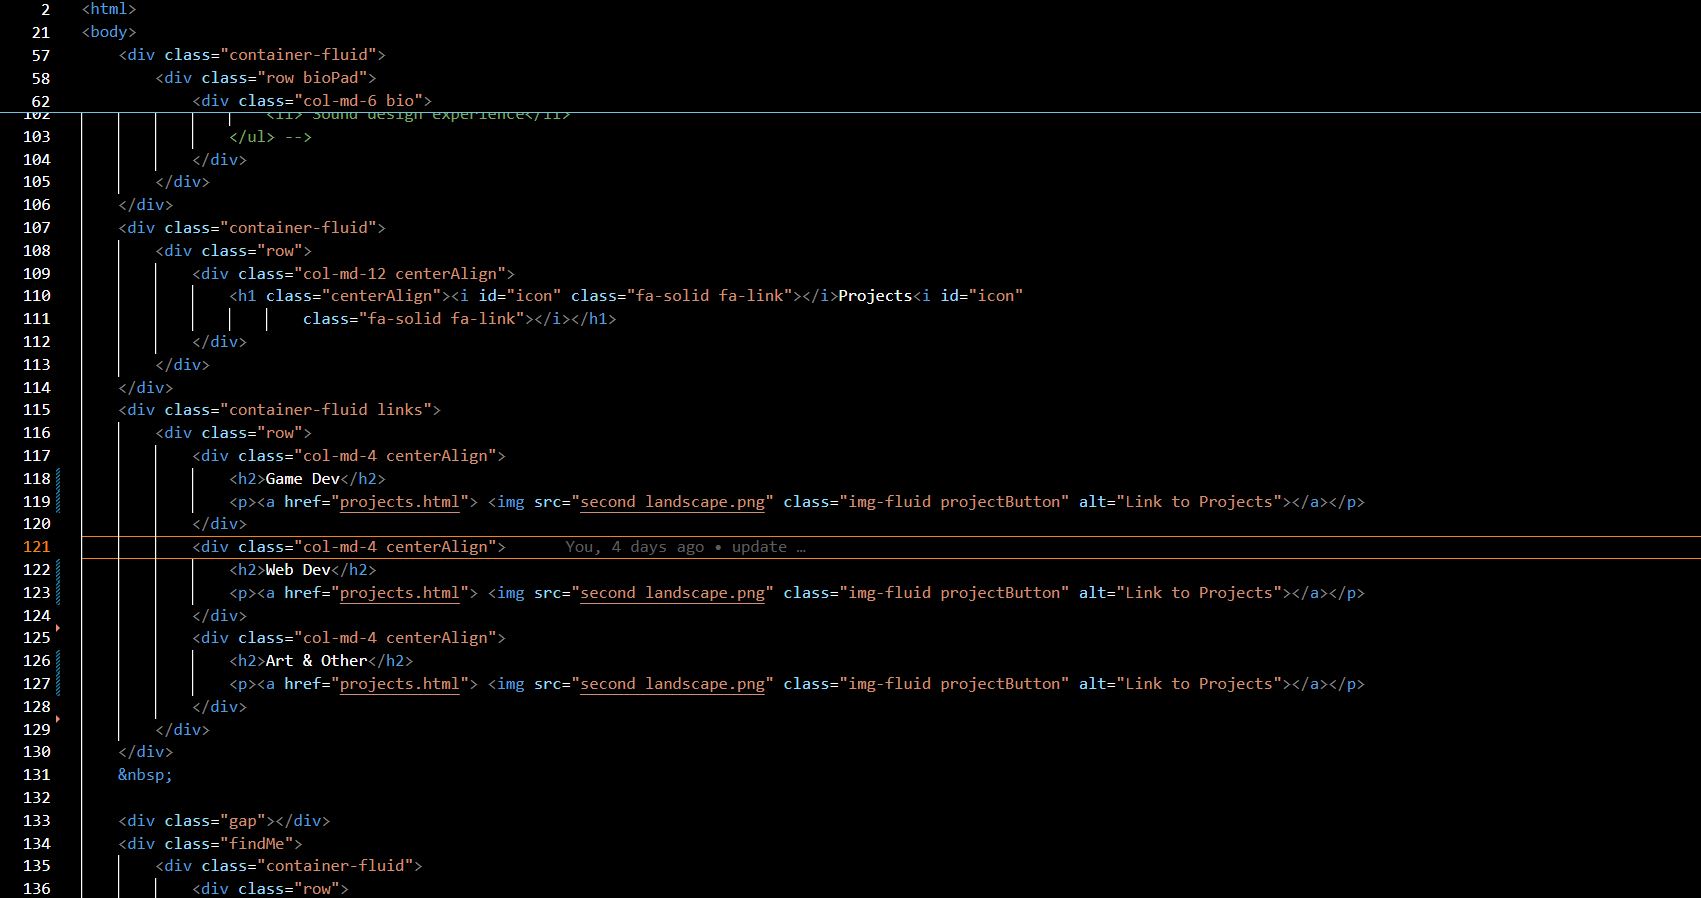 2 <html>
21 <body>
57 <div class="container-fluid">
58 <div class="row bioPad">
62 <div class="col-md-6 bio">
102 <li> Sound design experience</li>
103 </ul> -->
104 </div>
105 </div>
106 </div>
107 <div class="container-fluid">
108 <div class="row">
109 <div class="col-md-12 centerAlign">
110 <h1 class="centerAlign"><i id="icon" class="fa-solid fa-link"></i>Projects<i id="icon"
111 class="fa-solid fa-link"></i></h1>
112 </div>
113 </div>
114 </div>
115 <div class="container-fluid links">
116 <div class="row">
117 <div class="col-md-4 centerAlign">
118 <h2>Game Dev</h2>
119 <p><a href="projects.html"> <img src="second landscape.png" class="img-fluid projectButton" alt="Link to Projects"></a></p>
120 </div>
121 <div class="col-md-4 centerAlign"> You, 4 days ago • update …
122 <h2>Web Dev</h2>
123 <p><a href="projects.html"> <img src="second landscape.png" class="img-fluid projectButton" alt="Link to Projects"></a></p>
124 </div>
125 <div class="col-md-4 centerAlign">
126 <h2>Art & Other</h2>
127 <p><a href="projects.html"> <img src="second landscape.png" class="img-fluid projectButton" alt="Link to Projects"></a></p>
128 </div>
129 </div>
130 </div>
131 &nbsp;
132
133 <div class="gap"></div>
134 <div class="findMe">
135 <div class="container-fluid">
136 <div class="row">